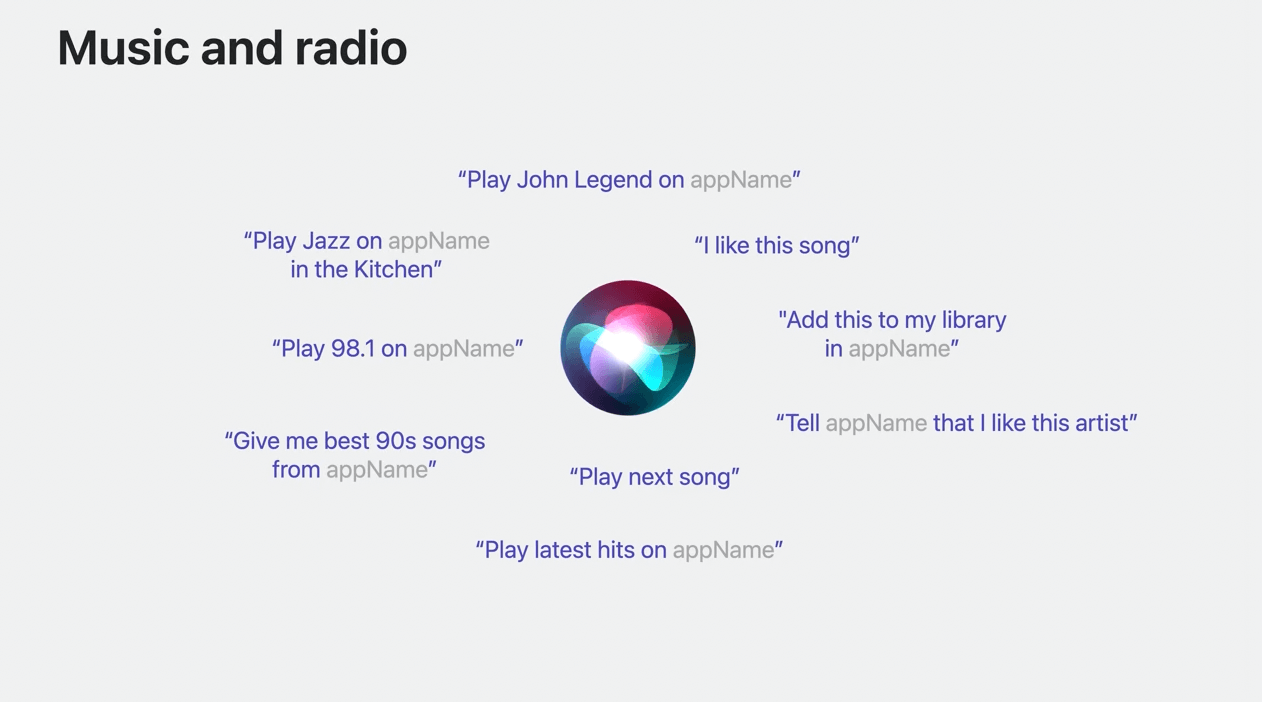 Music and radio
“Play John Legend on appName”
“Play Jazz on appName
in the Kitchen”
“I like this song”
"Add this to my library
in appName”
“Play 98.1 on appName”
“Tell appName that I like this artist”
“Give me best 90s songs
from appName”
“Play next song”
“Play latest hits on appName”